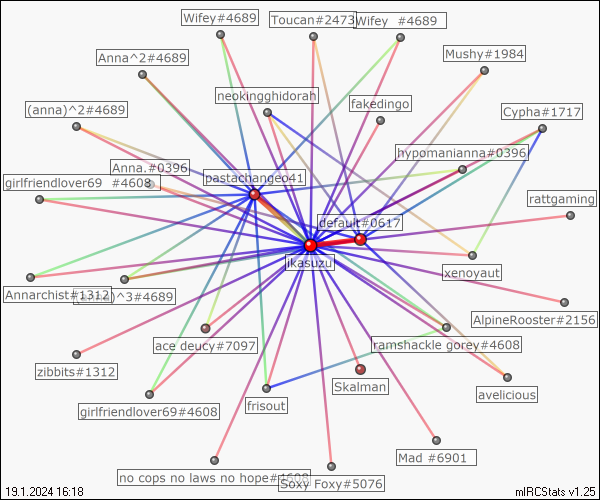 Wifey#4689
Toucan#2473
Wifey #4689
Anna^2#4689
Mushy#1984
neokingghidorah
fakedingo
(anna)^2#4689
Cypha#1717
hypomanianna#0396
Anna.#0396
pastachangeo41
girlfriendlover69 #4608
rattgaming
default#0617
ikasuzu
xenoyaut
Annarchist#1312
)^3#4689
AlpineRooster#2156
ace deucy#7097
ramshackle gorey#4608
zibbits#1312
Skalman
avelicious
girlfriendlover69#4608
frisout
Mad #6901
no cops no laws no hope#4608
Soxy Foxy#5076
19.1.2024 16:18
mIRCStats v1.25